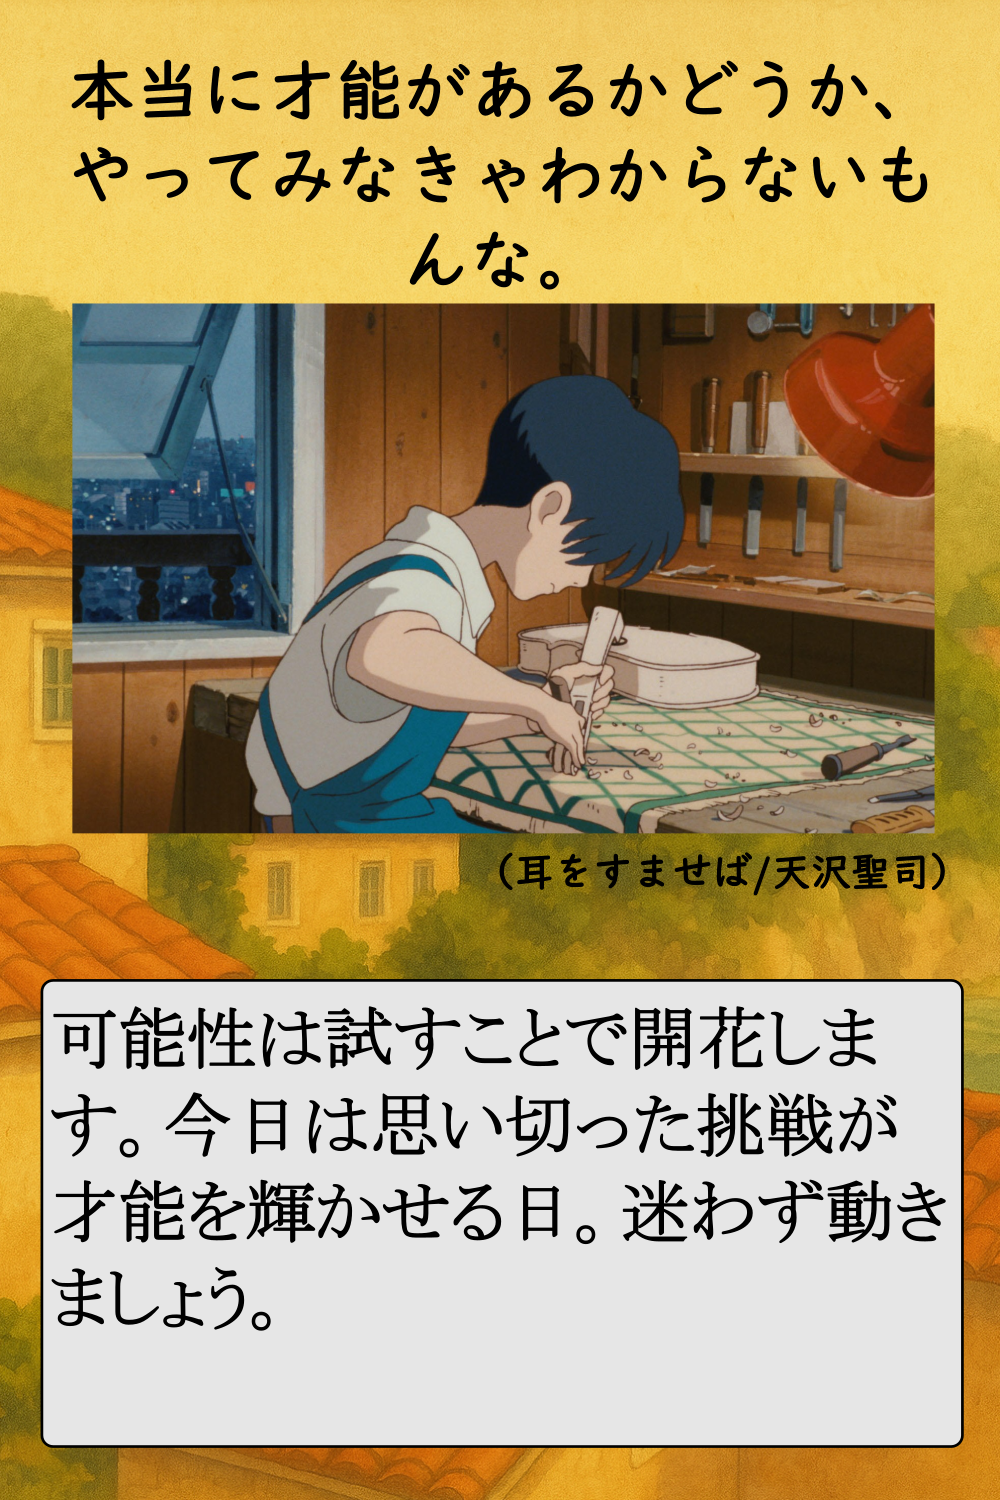 本当に才能があるかどうか、
やってみなきゃわからないも
んな。
（耳をすませば/天沢聖司）
可能性は試すことで開花しま
す。今日は思い切った挑戦が
才能を輝かせる日。迷わず動き
ましょう。